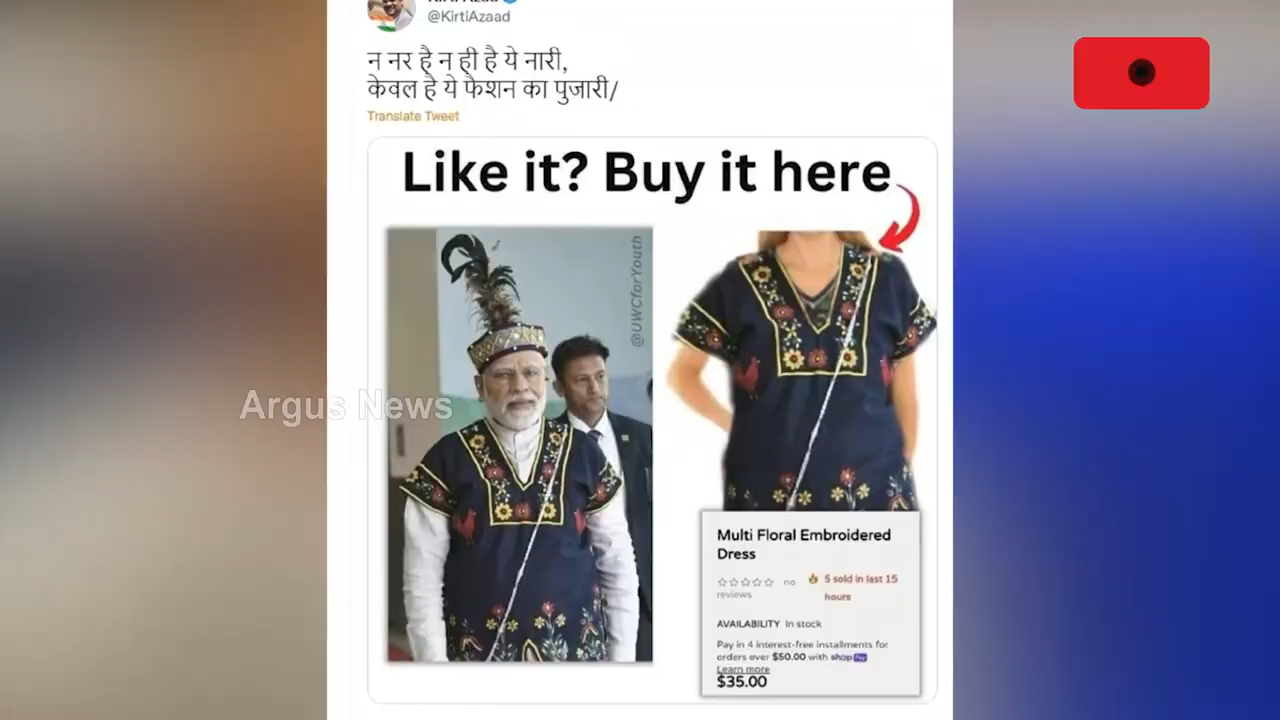 @KirtiAzaad
न नर है न ही है ये नारी,
केवल है ये फैशन का पुजारी/
Translate Tweet
Like it? Buy it here
@UWCforYouth
Argus News
Multi Floral Embroidered
Dress
no
reviews
5 sold in last 15
hours
AVAILABILITY In stock
Pay in 4 interest-free installments for
orders over $50.00 with shop Pay
Learn more
$35.00